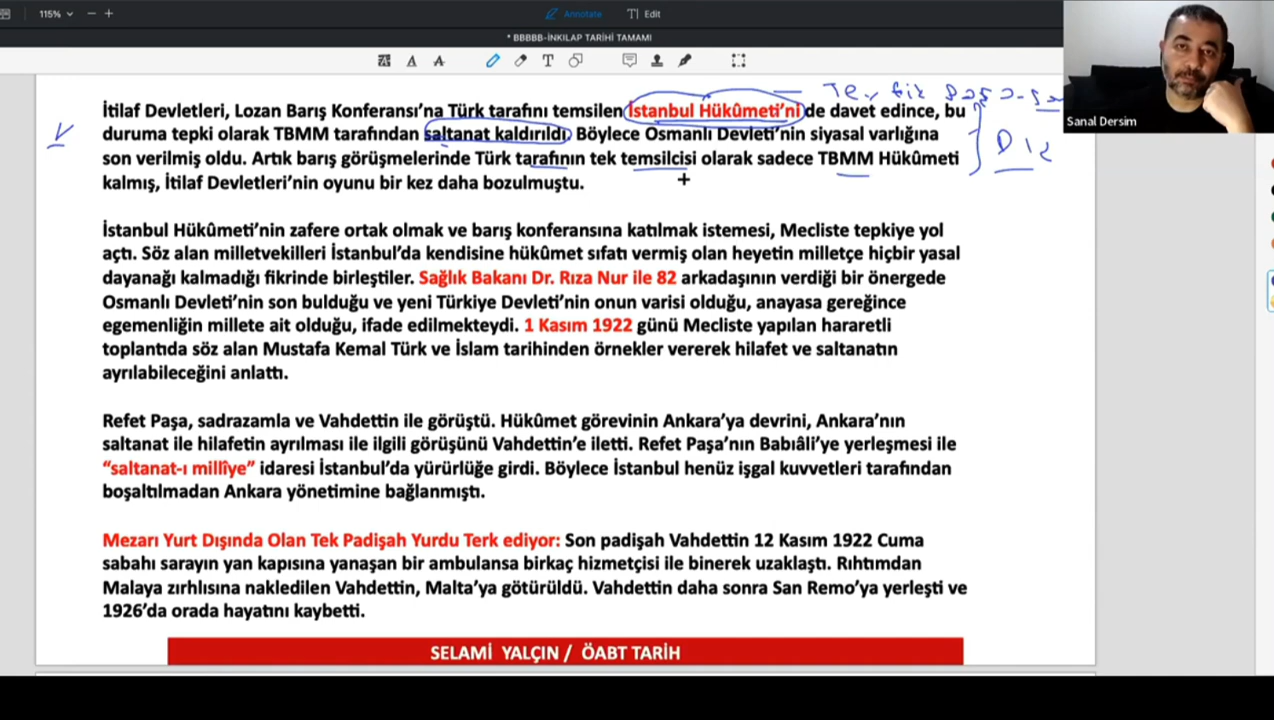 115%
Annotate
Edit
* BBBBB-İNKILAP TARİHİ TAMAMI
İtilaf Devletleri, Lozan Barış Konferansı’na Türk tarafını temsilen İstanbul Hükûmeti’ni de davet edince, bu
duruma tepki olarak TBMM tarafından saltanat kaldırıldı. Böylece Osmanlı Devleti’nin siyasal varlığına
son verilmiş oldu. Artık barış görüşmelerinde Türk tarafının tek temsilcisi olarak sadece TBMM Hükûmeti
kalmış, İtilaf Devletleri’nin oyunu bir kez daha bozulmuştu.
Sanal Dersim
İstanbul Hükûmeti’nin zafere ortak olmak ve barış konferansına katılmak istemesi, Mecliste tepkiye yol
açtı. Söz alan milletvekilleri İstanbul’da kendisine hükûmet sıfatı vermiş olan heyetin milletçe hiçbir yasal
dayanağı kalmadığı fikrinde birleştiler. Sağlık Bakanı Dr. Rıza Nur ile 82 arkadaşının verdiği bir önergede
Osmanlı Devleti’nin son bulduğu ve yeni Türkiye Devleti’nin onun varisi olduğu, anayasa gereğince
egemenliğin millete ait olduğu, ifade edilmekteydi. 1 Kasım 1922 günü Mecliste yapılan hararetli
toplantıda söz alan Mustafa Kemal Türk ve İslam tarihinden örnekler vererek hilafet ve saltanatın
ayrılabileceğini anlattı.
Refet Paşa, sadrazamla ve Vahdettin ile görüştü. Hükûmet görevinin Ankara’ya devrini, Ankara’nın
saltanat ile hilafetin ayrılması ile ilgili görüşünü Vahdettin’e iletti. Refet Paşa’nın Babıâli’ye yerleşmesi ile
“saltanat-ı millîye” idaresi İstanbul’da yürürlüğe girdi. Böylece İstanbul henüz işgal kuvvetleri tarafından
boşaltılmadan Ankara yönetimine bağlanmıştı.
Mezarı Yurt Dışında Olan Tek Padişah Yurdu Terk ediyor: Son padişah Vahdettin 12 Kasım 1922 Cuma
sabahı sarayın yan kapısına yanaşan bir ambulansa birkaç hizmetçisi ile binerek uzaklaştı. Rıhtımdan
Malaya zırhlısına nakledilen Vahdettin, Malta’ya götürüldü. Vahdettin daha sonra San Remo’ya yerleşti ve
1926’da orada hayatını kaybetti.
SELAMİ YALÇIN / ÖABT TARİH